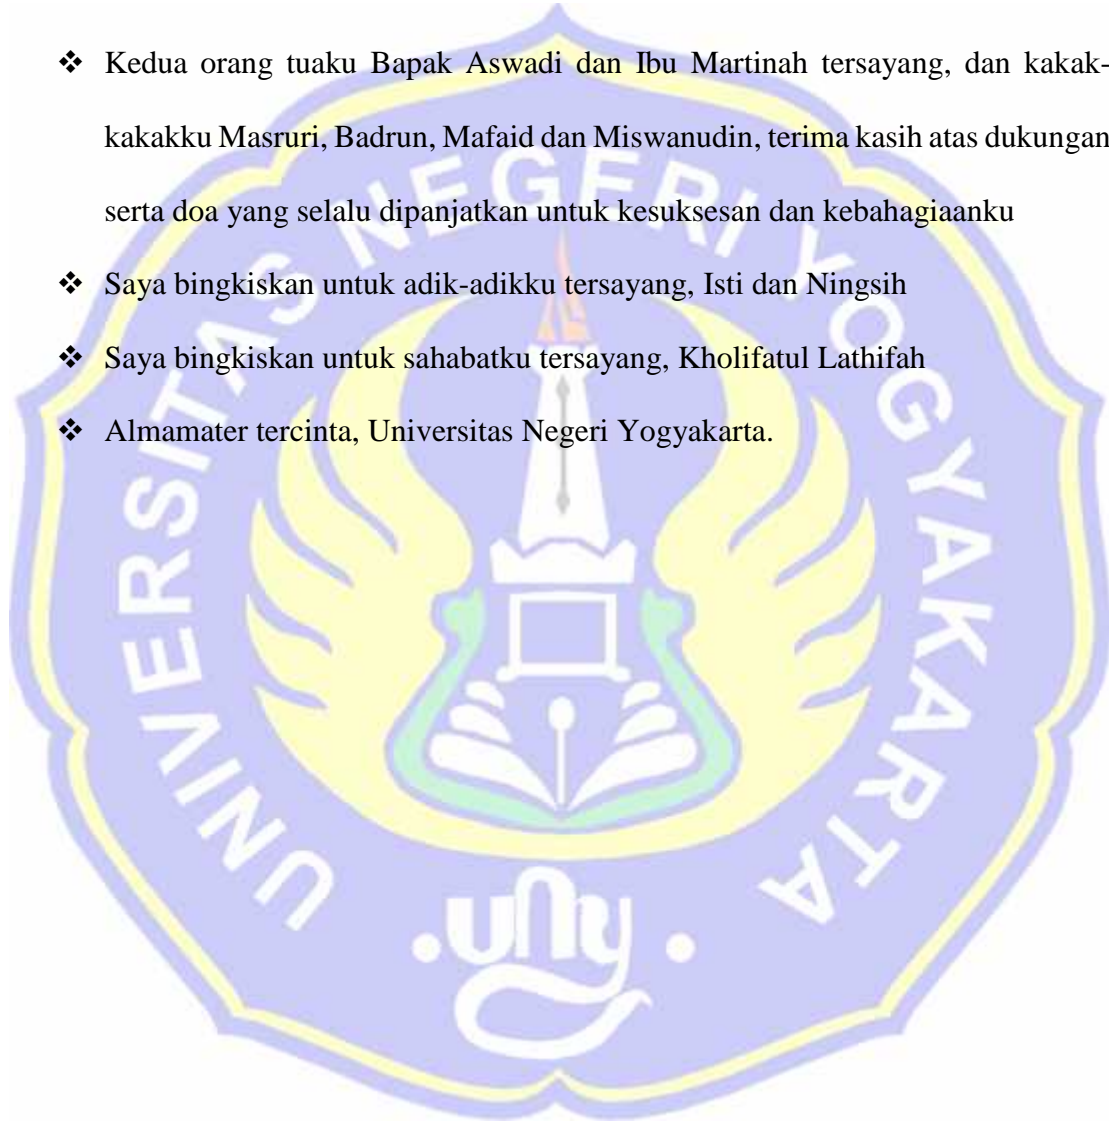 ❖ Kedua orang tuaku Bapak Aswadi dan Ibu Martinah tersayang, dan kakak-
kakakku Masruri, Badrun, Mafaid dan Miswanudin, terima kasih atas dukungan
serta doa yang selalu dipanjatkan untuk kesuksesan dan kebahagiaanku
❖ Saya bingkiskan untuk adik-adikku tersayang, Isti dan Ningsih
❖ Saya bingkiskan untuk sahabatku tersayang, Kholifatul Lathifah
❖ Almamater tercinta, Universitas Negeri Yogyakarta.
UNIVERSITAS NEGERI YOGYAKARTA
uny